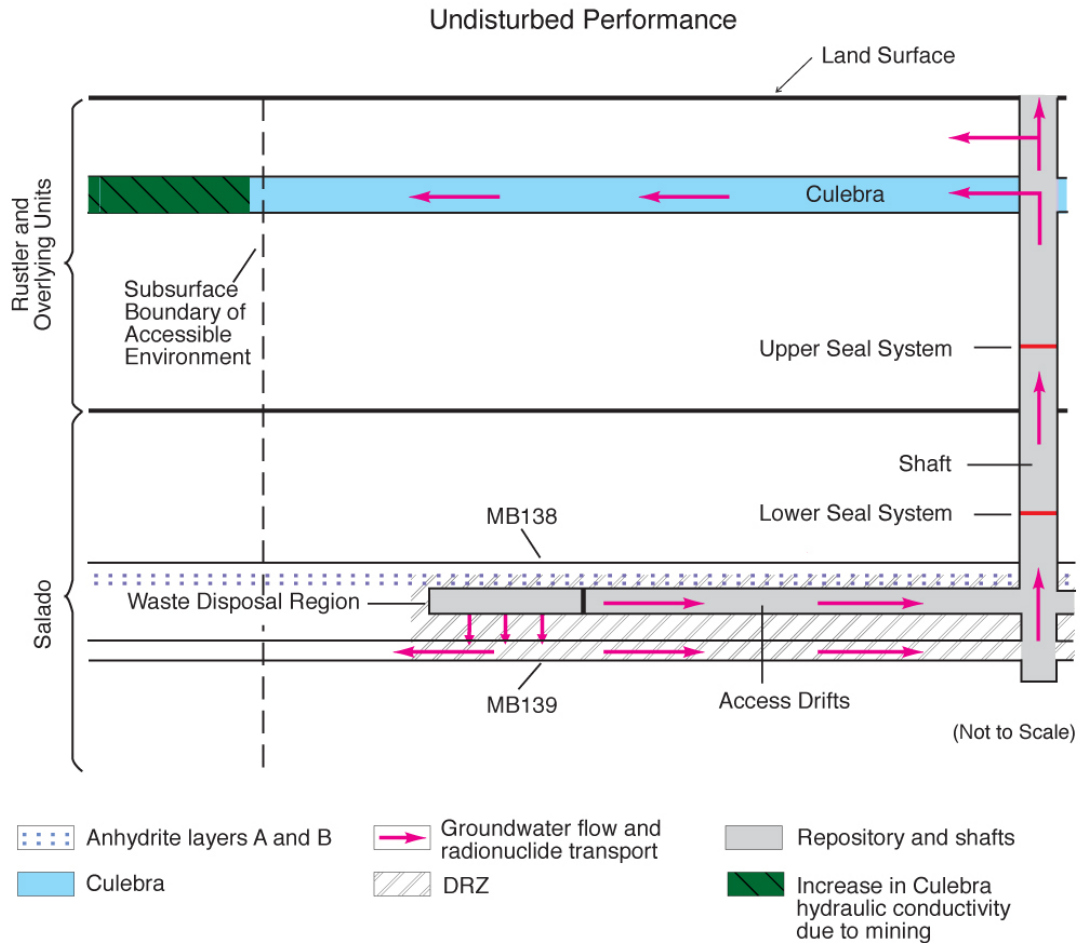 Undisturbed Performance
Land Surface
Rustler and
Overlying Units
Culebra
Subsurface
Boundary of
Accessible
Environment
Upper Seal System
Shaft
Lower Seal System
MB138
Salado
Waste Disposal Region
MB139
Access Drifts
(Not to Scale)
Anhydrite layers A and B
Groundwater flow and
radionuclide transport
Repository and shafts
Culebra
DRZ
Increase in Culebra
hydraulic conductivity
due to mining